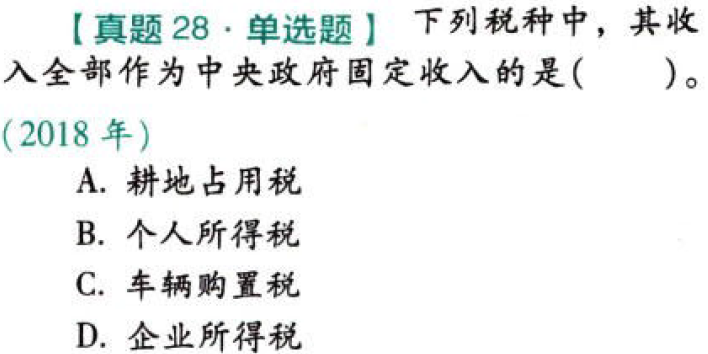 【真题 28·单选题】 下列税种中，其收
入全部作为中央政府固定收入的是(　　)。
(2018 年)
A. 耕地占用税
B. 个人所得税
C. 车辆购置税
D. 企业所得税